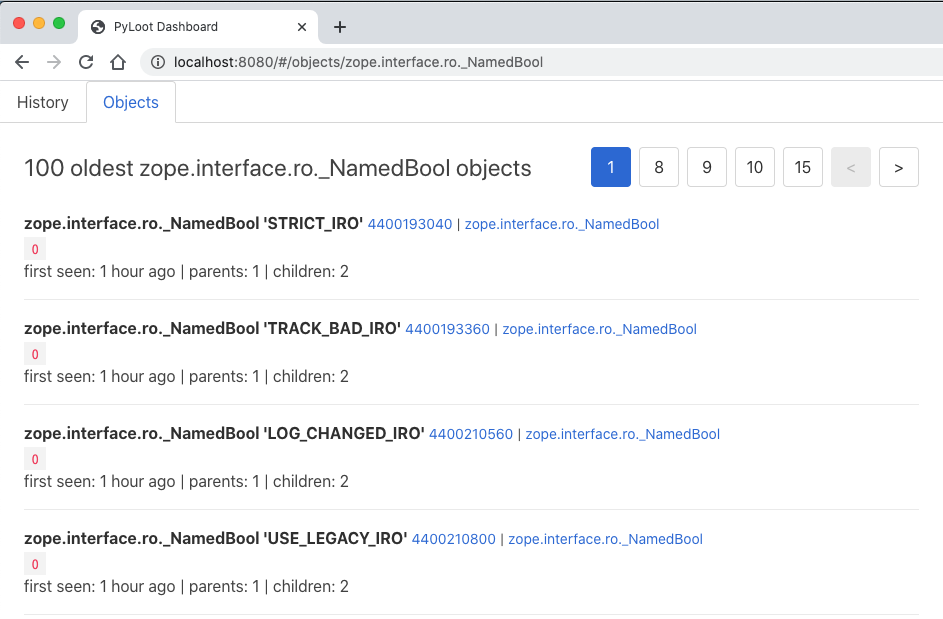 PyLoot Dashboard
localhost:8080/#/objects/zope.interface.ro._NamedBool
History Objects
100 oldest zope.interface.ro._NamedBool objects 1 8 9 10 15 < >
zope.interface.ro._NamedBool 'STRICT_IRO' 4400193040 | zope.interface.ro._NamedBool
0
first seen: 1 hour ago | parents: 1 | children: 2
zope.interface.ro._NamedBool 'TRACK_BAD_IRO' 4400193360 | zope.interface.ro._NamedBool
0
first seen: 1 hour ago | parents: 1 | children: 2
zope.interface.ro._NamedBool 'LOG_CHANGED_IRO' 4400210560 | zope.interface.ro._NamedBool
0
first seen: 1 hour ago | parents: 1 | children: 2
zope.interface.ro._NamedBool 'USE_LEGACY_IRO' 4400210800 | zope.interface.ro._NamedBool
0
first seen: 1 hour ago | parents: 1 | children: 2